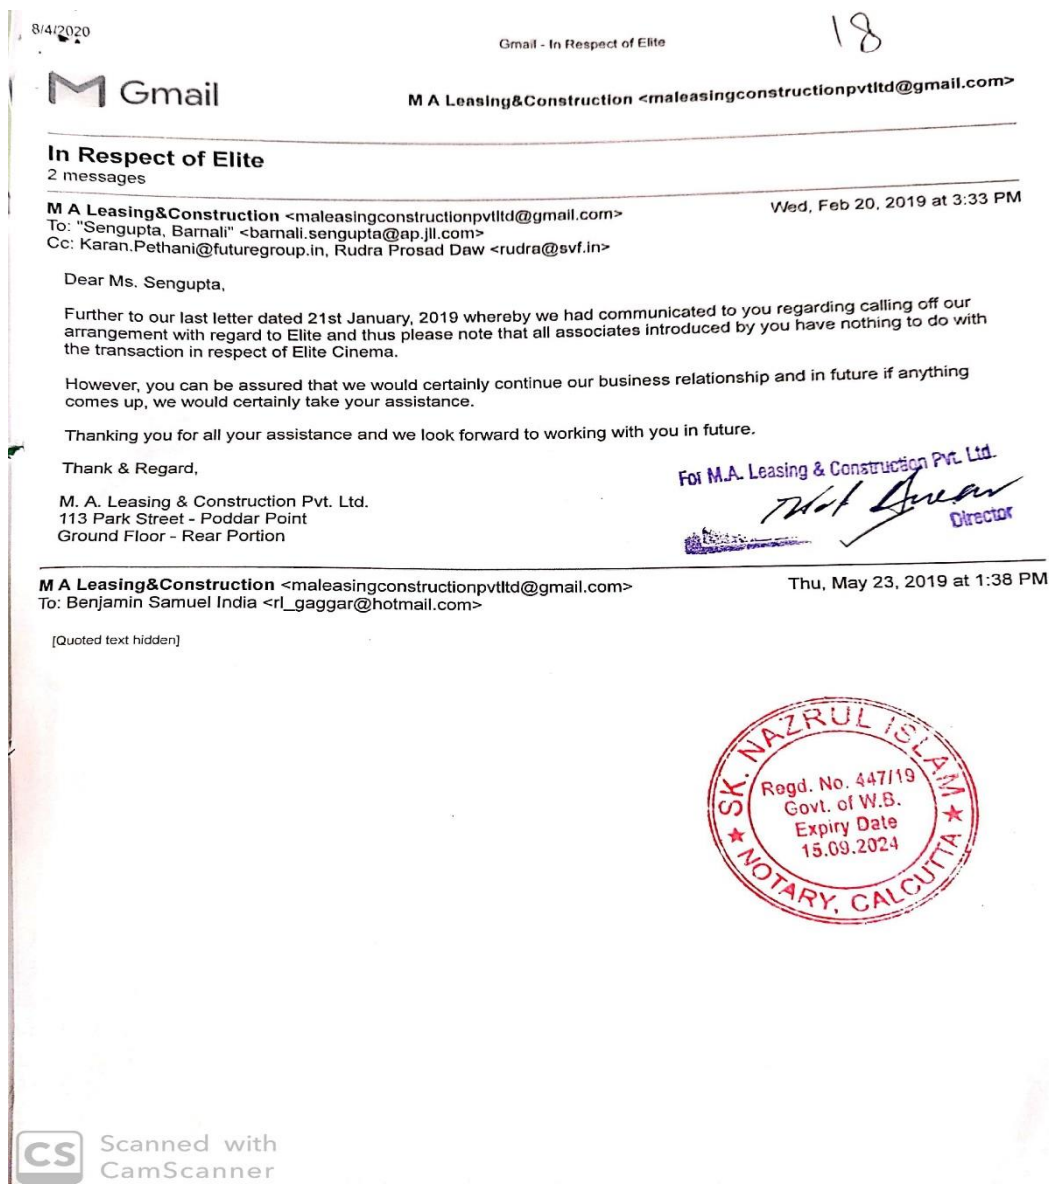 8/4/2020
Gmail - In Respect of Elite
18
Gmail
M A Leasing&Construction <maleasingconstructionpvtltd@gmail.com>
In Respect of Elite
2 messages
M A Leasing&Construction <maleasingconstructionpvtltd@gmail.com>
Wed, Feb 20, 2019 at 3:33 PM
To: "Sengupta, Barnali" <barnali.sengupta@ap.jll.com>
Cc: Karan.Pethani@futuregroup.in, Rudra Prosad Daw <rudra@svf.in>
Dear Ms. Sengupta,
Further to our last letter dated 21st January, 2019 whereby we had communicated to you regarding calling off our
arrangement with regard to Elite and thus please note that all associates introduced by you have nothing to do with
the transaction in respect of Elite Cinema.
However, you can be assured that we would certainly continue our business relationship and in future if anything
comes up, we would certainly take your assistance.
Thanking you for all your assistance and we look forward to working with you in future.
Thank & Regard,
M. A. Leasing & Construction Pvt. Ltd.
113 Park Street - Poddar Point
Ground Floor - Rear Portion
For M.A. Leasing & Construction Pvt. Ltd.
Director
M A Leasing&Construction <maleasingconstructionpvtltd@gmail.com>
Thu, May 23, 2019 at 1:38 PM
To: Benjamin Samuel India <rl_gaggar@hotmail.com>
[Quoted text hidden]
SK. NAZRUL ISLAM
Regd. No. 447/19
Govt. of W.B.
Expiry Date
15.09.2024
NOTARY, CALCUTTA
CS
Scanned with
CamScanner